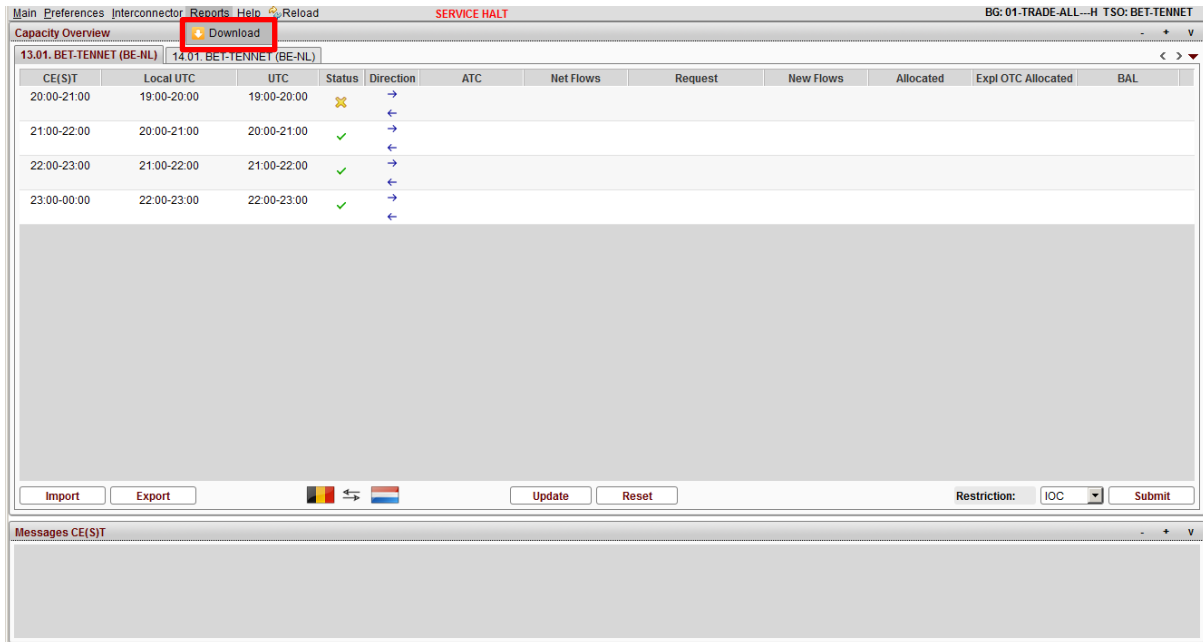 Main Preferences Interconnector Reports Help Reload SERVICE HALT BG: 01-TRADE-ALL---H TSO: BET-TENNET
Capacity Overview Download - + v
13.01. BET-TENNET (BE-NL) 14.01. BET-TENNET (BE-NL) < >
CE(S)T Local UTC UTC Status Direction ATC Net Flows Request New Flows Allocated Expl OTC Allocated BAL
20:00-21:00 19:00-20:00 19:00-20:00 →
←
21:00-22:00 20:00-21:00 20:00-21:00 →
←
22:00-23:00 21:00-22:00 21:00-22:00 →
←
23:00-00:00 22:00-23:00 22:00-23:00 →
←
Import Export Update Reset Restriction: IOC Submit
Messages CE(S)T - + v